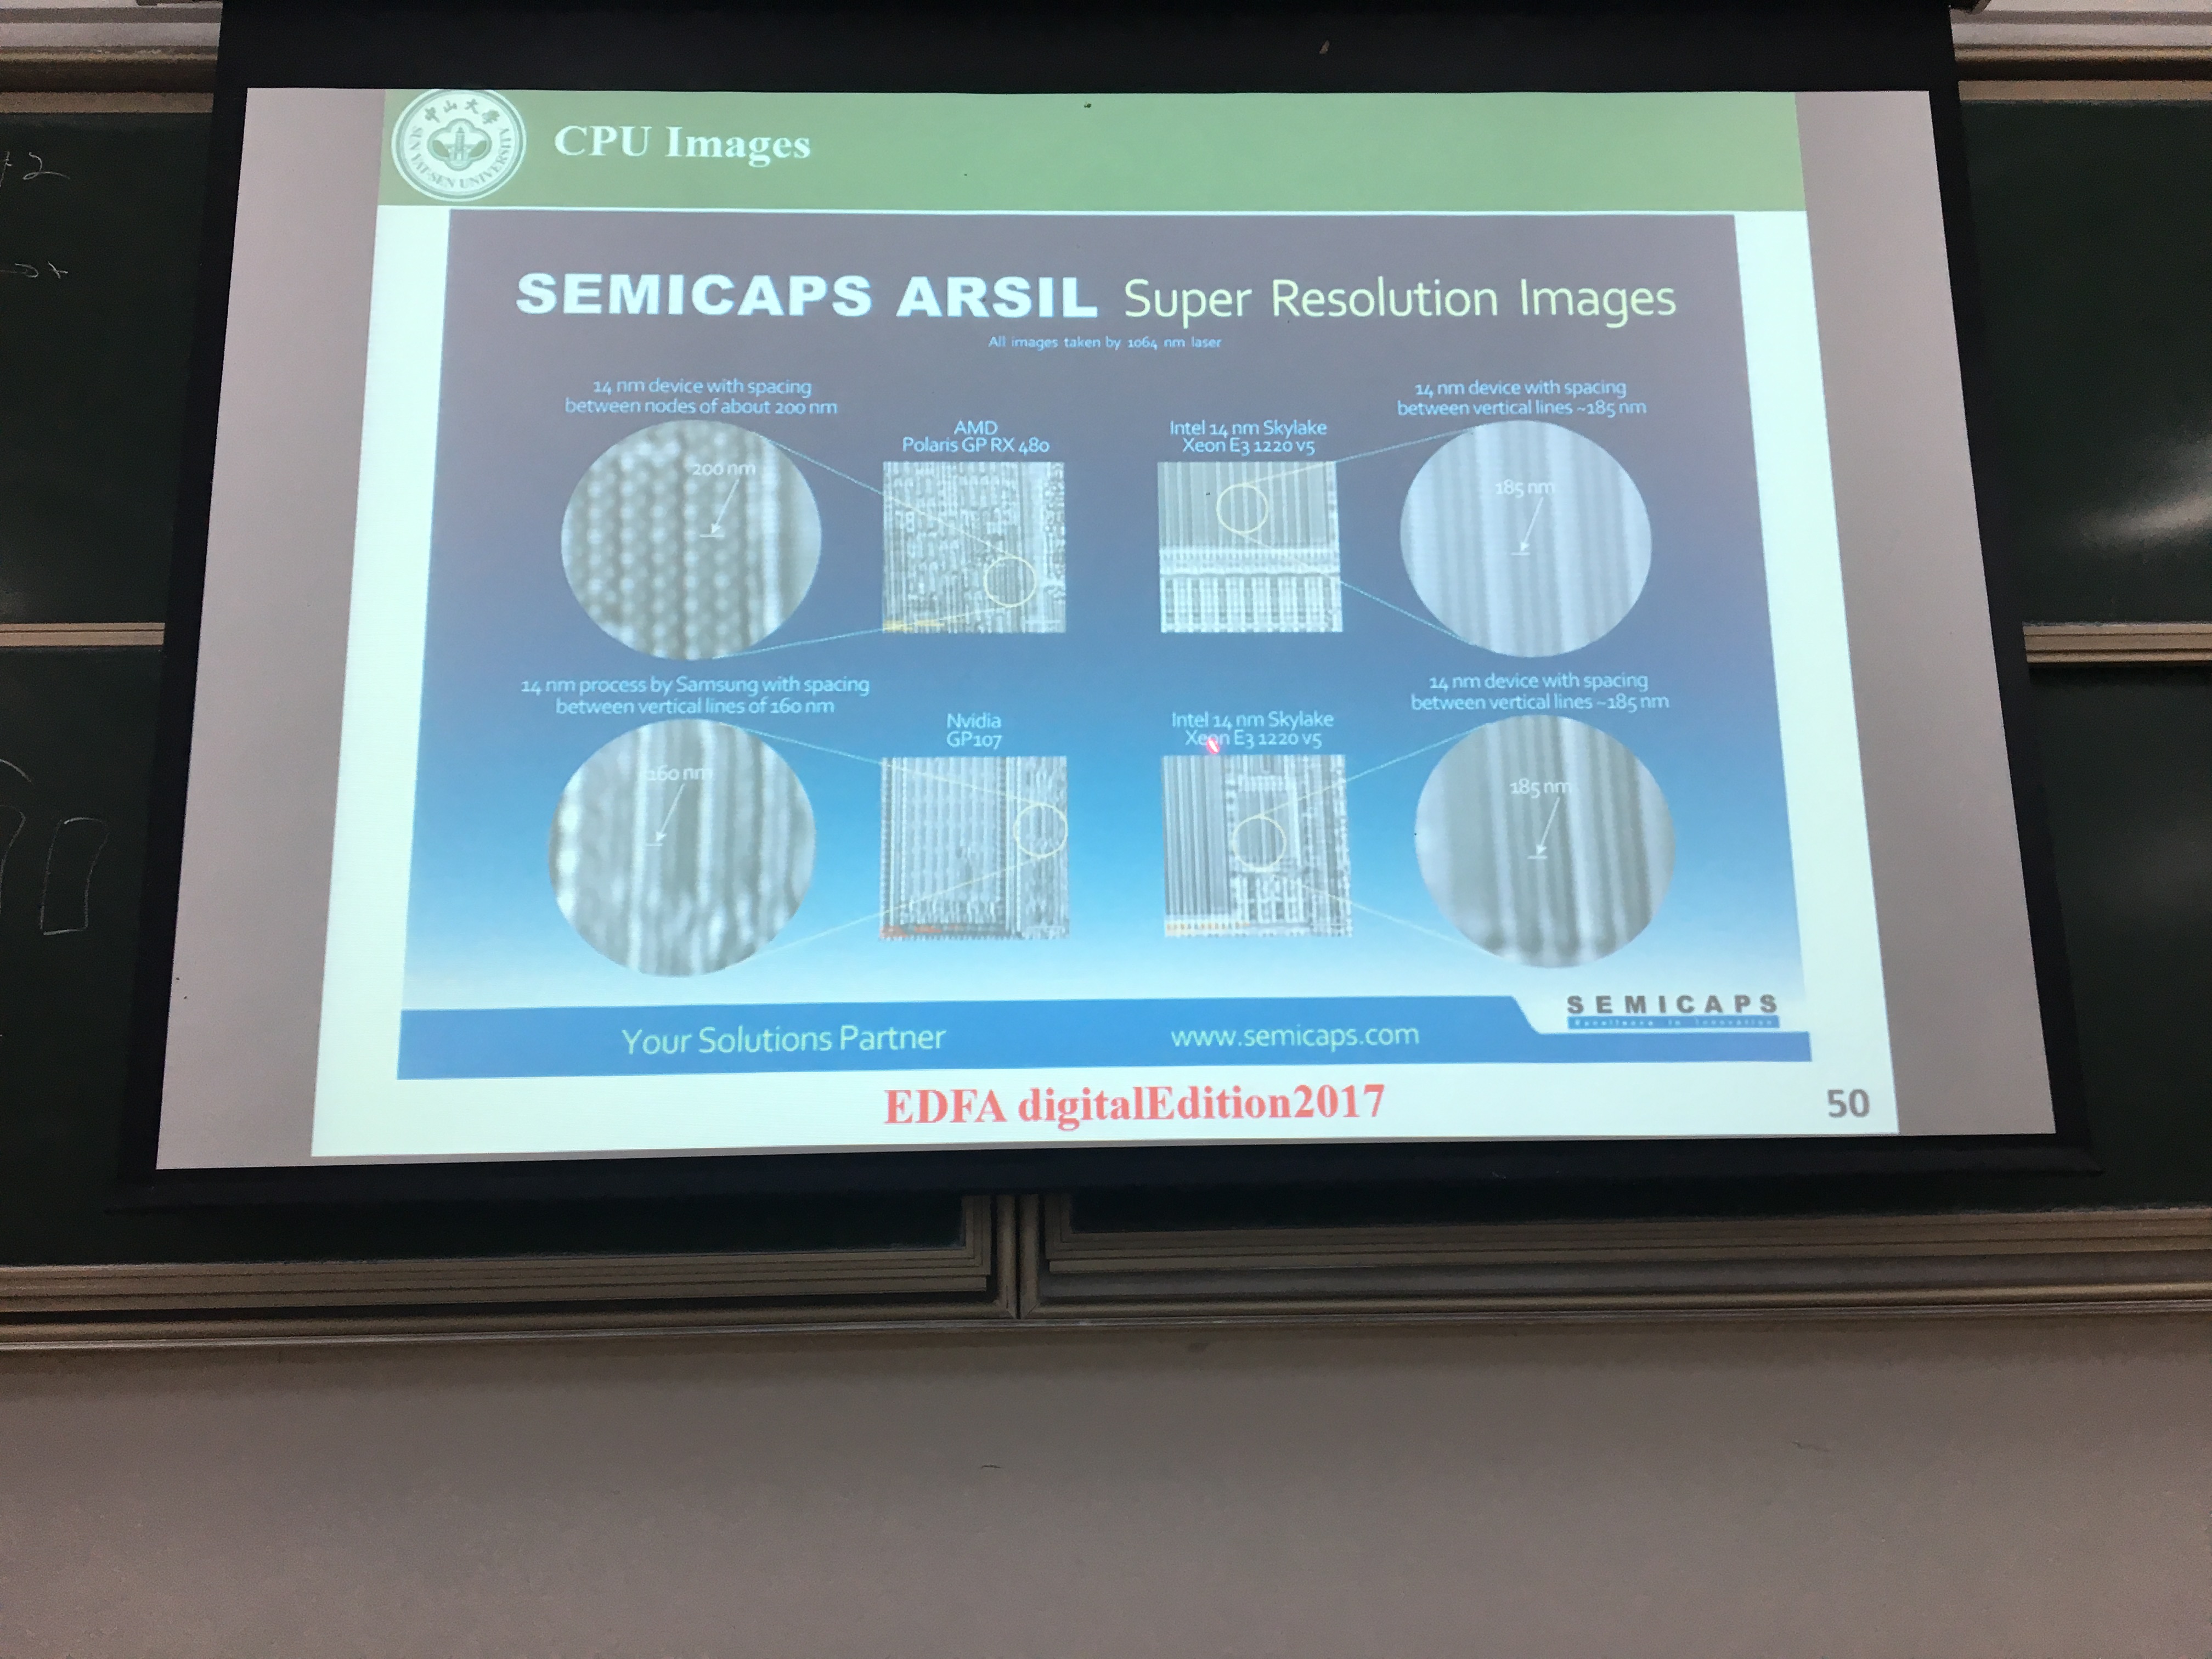 中山大學
SUN YAT-SEN UNIVERSITY
CPU Images
SEMICAPS ARSIL Super Resolution Images
All images taken by 1064 nm laser
14 nm device with spacing
between nodes of about 200 nm
200 nm
AMD
Polaris GP RX 480
Intel 14 nm Skylake
Xeon E3 1220 v5
14 nm device with spacing
between vertical lines ~185 nm
185 nm
14 nm process by Samsung with spacing
between vertical lines of 160 nm
160 nm
Nvidia
GP107
Intel 14 nm Skylake
Xeon E3 1220 v5
14 nm device with spacing
between vertical lines ~185 nm
185 nm
Your Solutions Partner
www.semicaps.com
SEMICAPS
Excellence in Innovation
EDFA digitalEdition2017
50